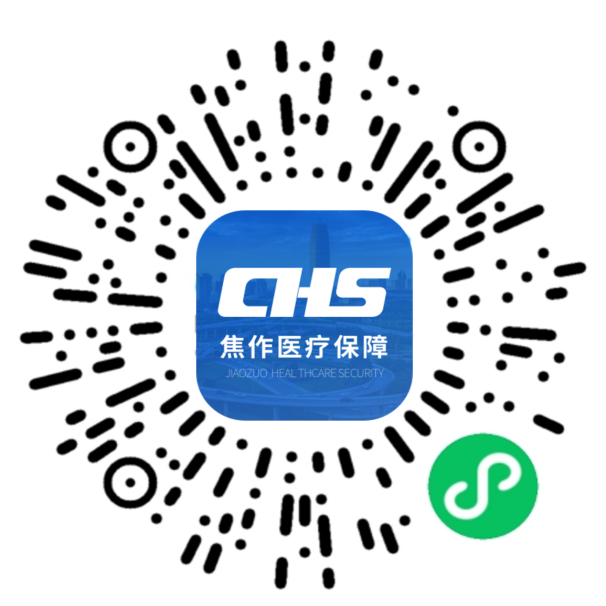 CHS
焦作医疗保障
JIAOZUO HEALTHCARE SECURITY